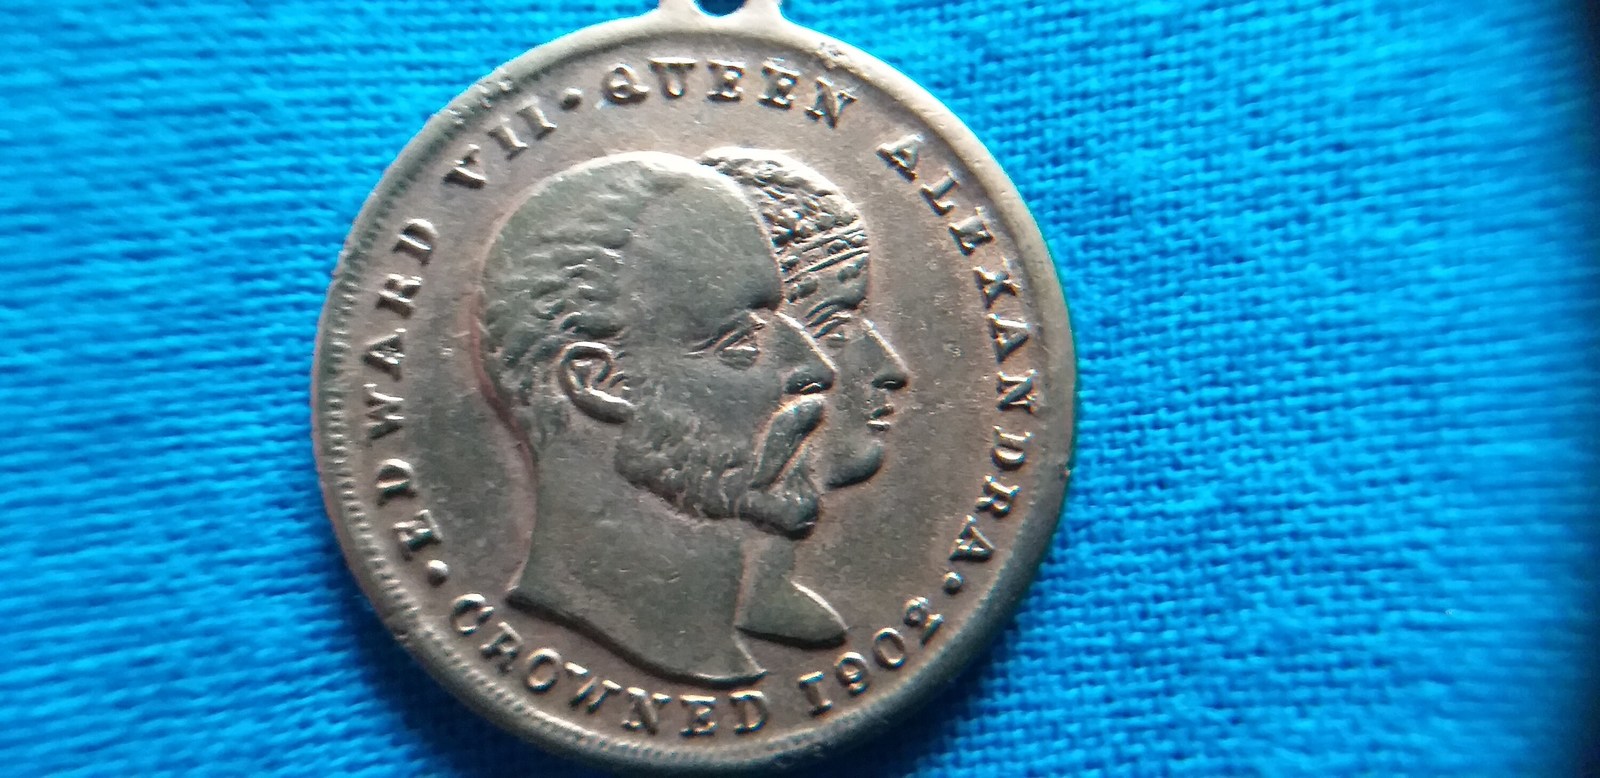 · EDWARD VII · QUEEN ALEXANDRA ·
CROWNED 1902